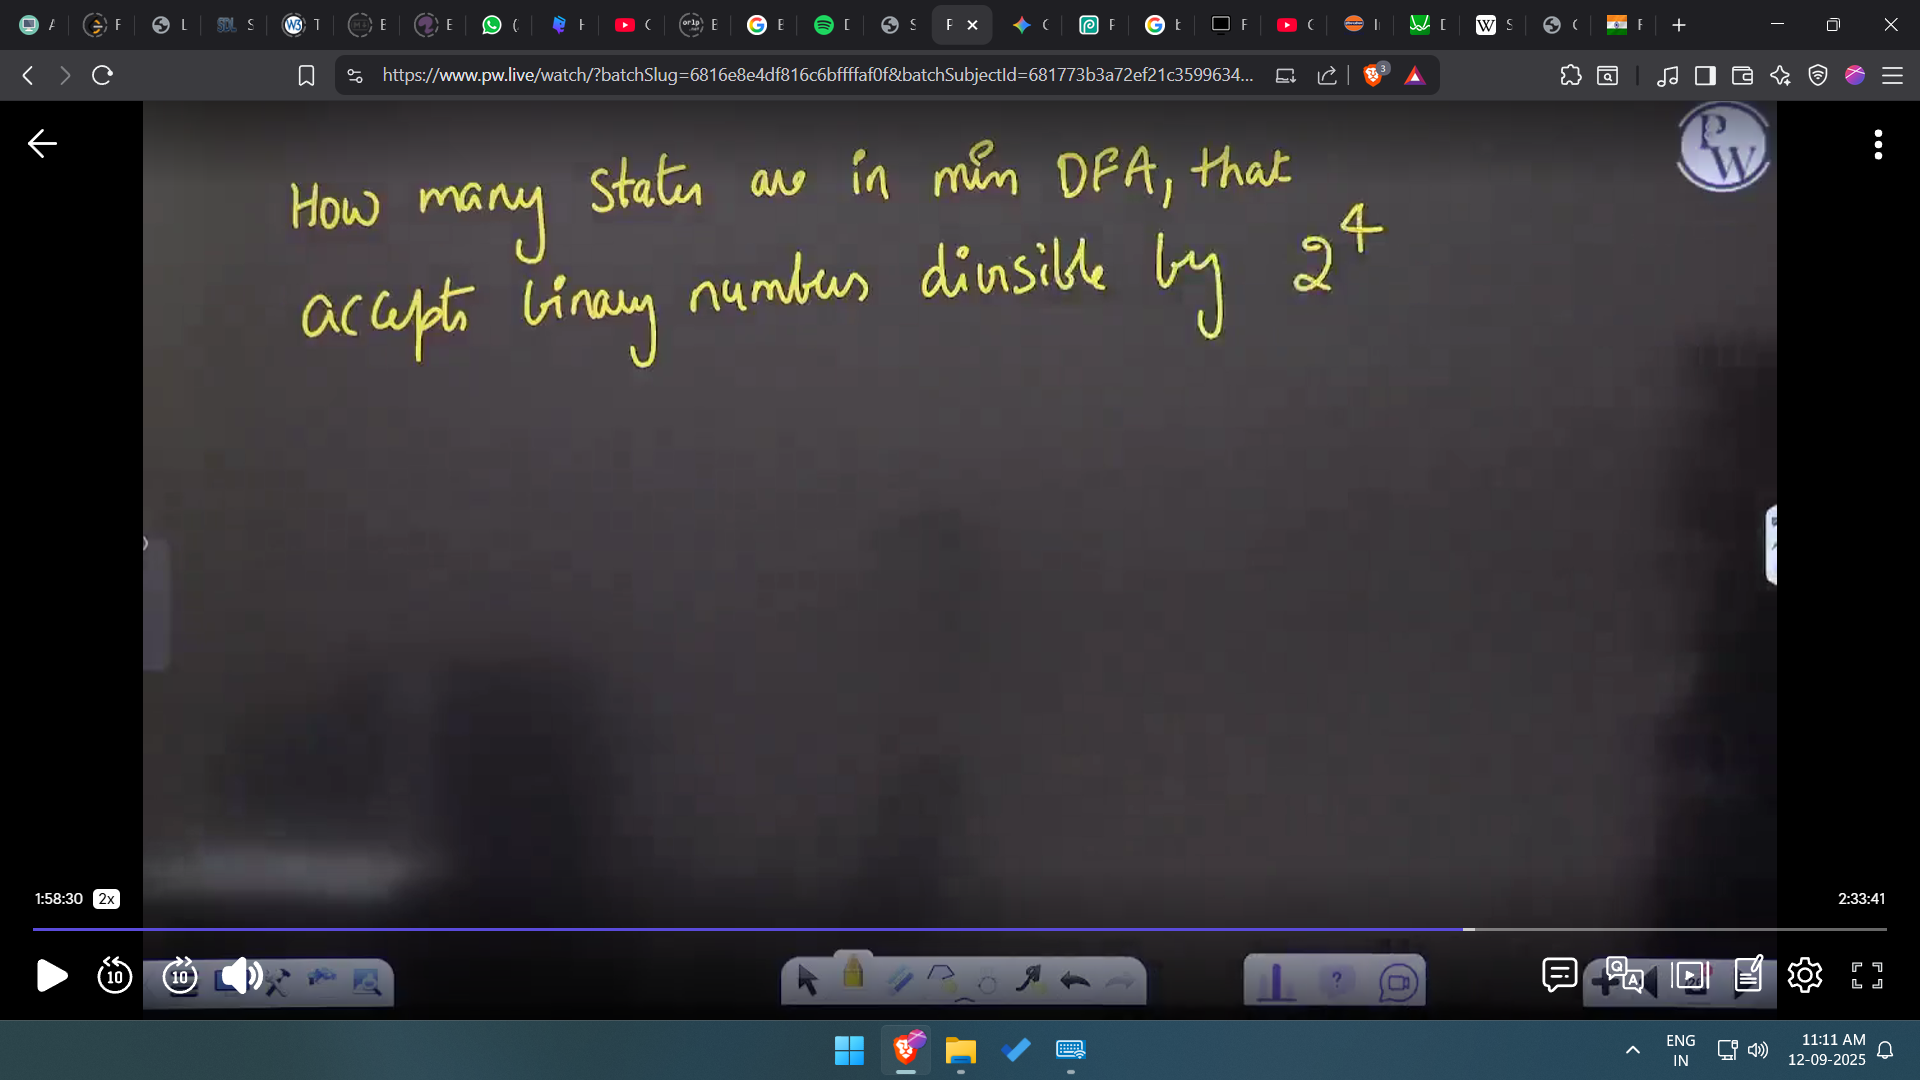 A
F
L
S
T
E
E
(
H
C
E
E
D
S
F
C
F
t
F
C
I
D
S
C
F
https://www.pw.live/watch/?batchSlug=6816e8e4df816c6bffffaf0f&batchSubjectId=681773b3a72ef21c3599634...
3
PW
How many states are in min DFA, that
accepts binary numbers divisible by 2^4
1:58:30 2x
2:33:41
10 10
ENG
IN
11:11 AM
12-09-2025